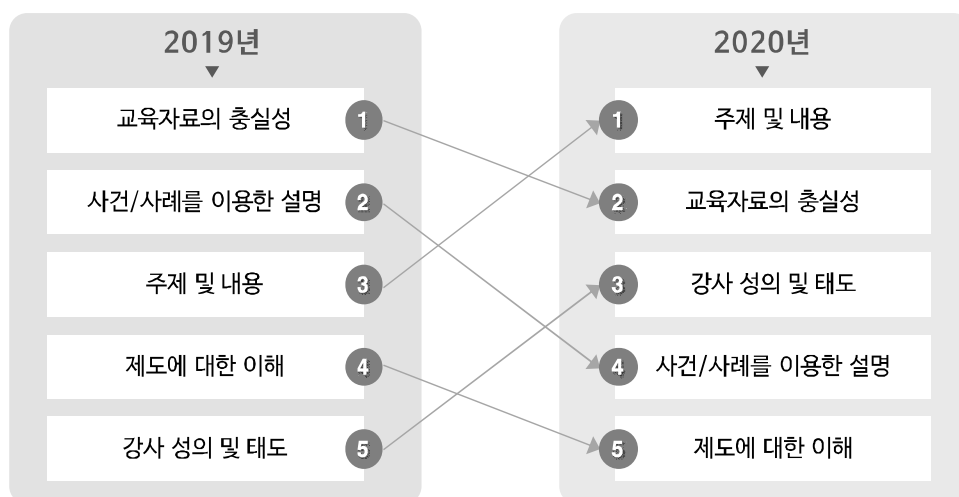 2019년
교육자료의 충실성 1
사건/사례를 이용한 설명 2
주제 및 내용 3
제도에 대한 이해 4
강사 성의 및 태도 5
2020년
1 주제 및 내용
2 교육자료의 충실성
3 강사 성의 및 태도
4 사건/사례를 이용한 설명
5 제도에 대한 이해